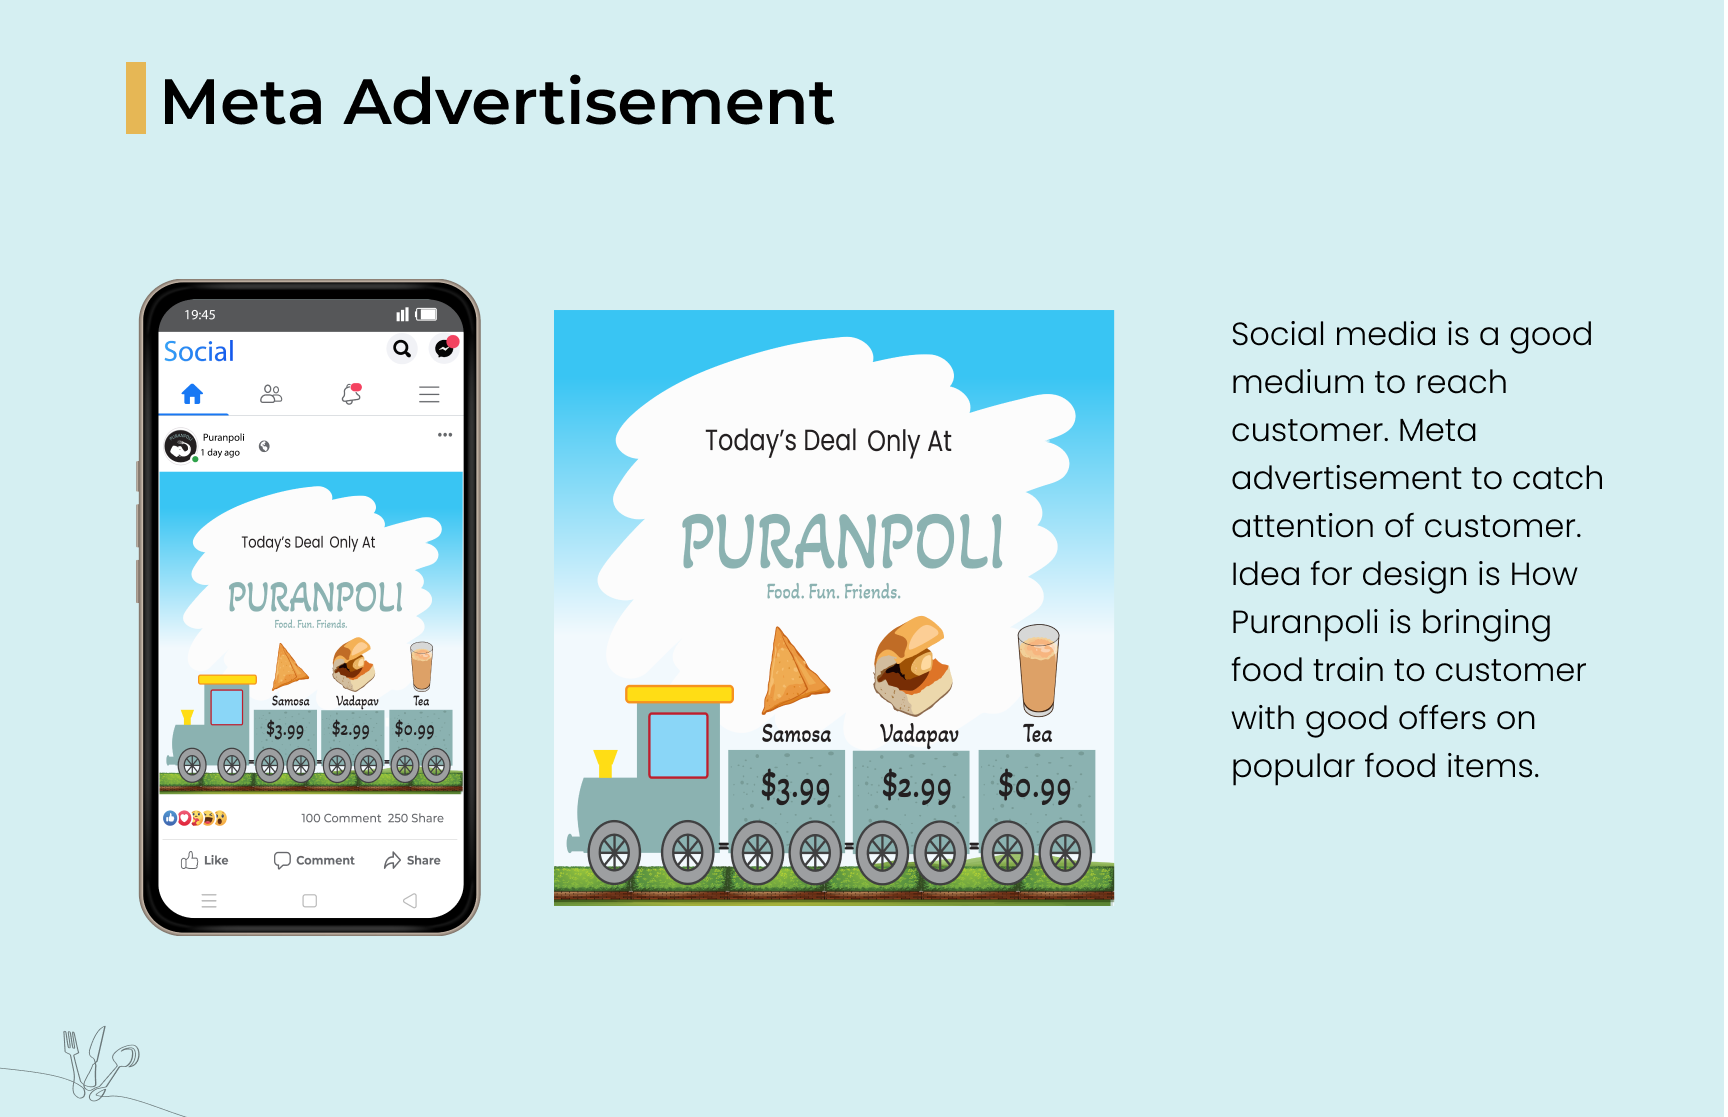 Meta Advertisement
19:45
Social
Puranpoli
1 day ago
PURANPOLI
Today's Deal Only At
PURANPOLI
Food. Fun. Friends.
Samosa Vadapav Tea
$3.99 $2.99 $0.99
100 Comment 250 Share
Like Comment Share
Today's Deal Only At
PURANPOLI
Food. Fun. Friends.
Samosa Vadapav Tea
$3.99 $2.99 $0.99
Social media is a good
medium to reach
customer. Meta
advertisement to catch
attention of customer.
Idea for design is How
Puranpoli is bringing
food train to customer
with good offers on
popular food items.